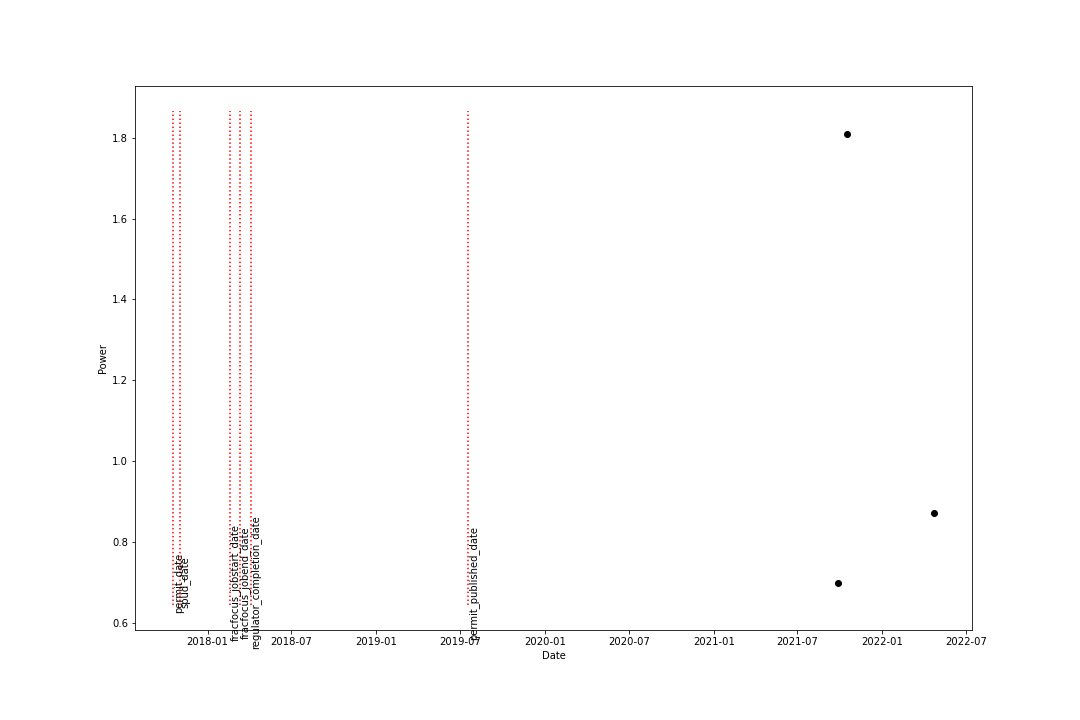 1.8
1.6
1.4
1.2
1.0
0.8
0.6
Power
permit_date
spud_date
fracfocus_jobstart_date
fracfocus_jobend_date
regulator_completion_date
permit_published_date
2018-01
2018-07
2019-01
2019-07
2020-01
2020-07
2021-01
2021-07
2022-01
2022-07
Date